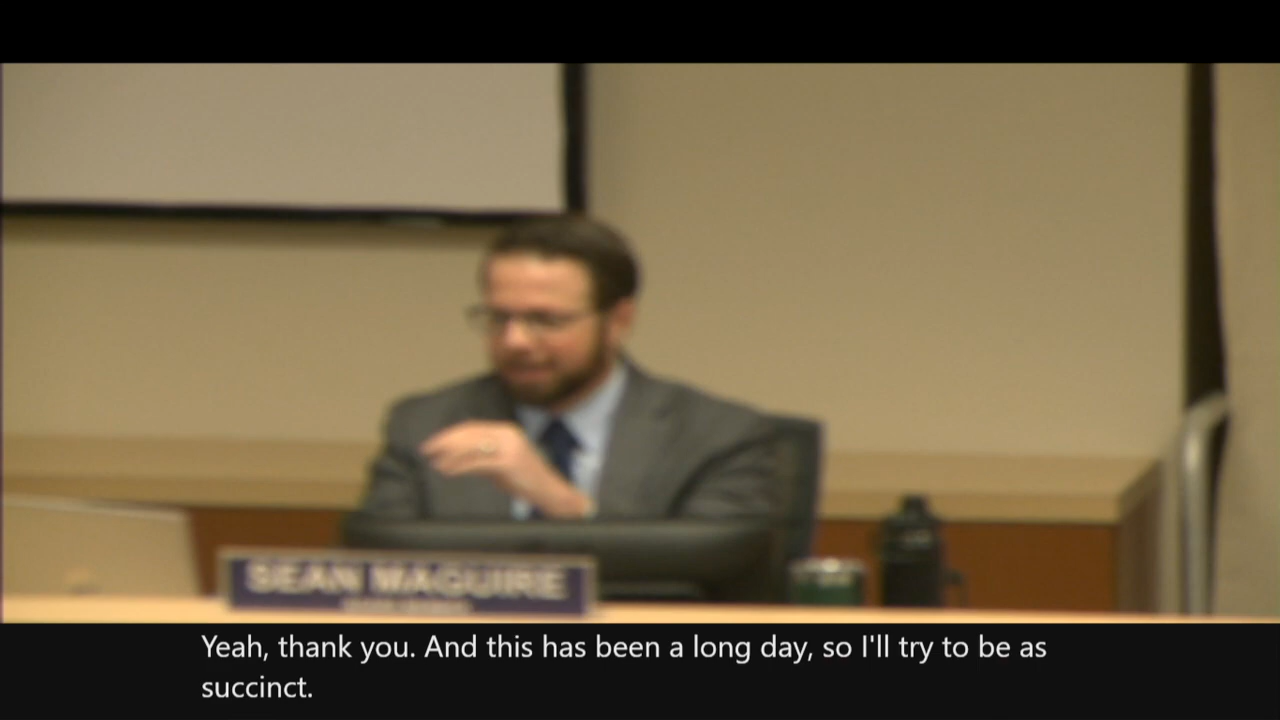 SEAN MAGUIRE
Yeah, thank you. And this has been a long day, so I'll try to be as
succinct.